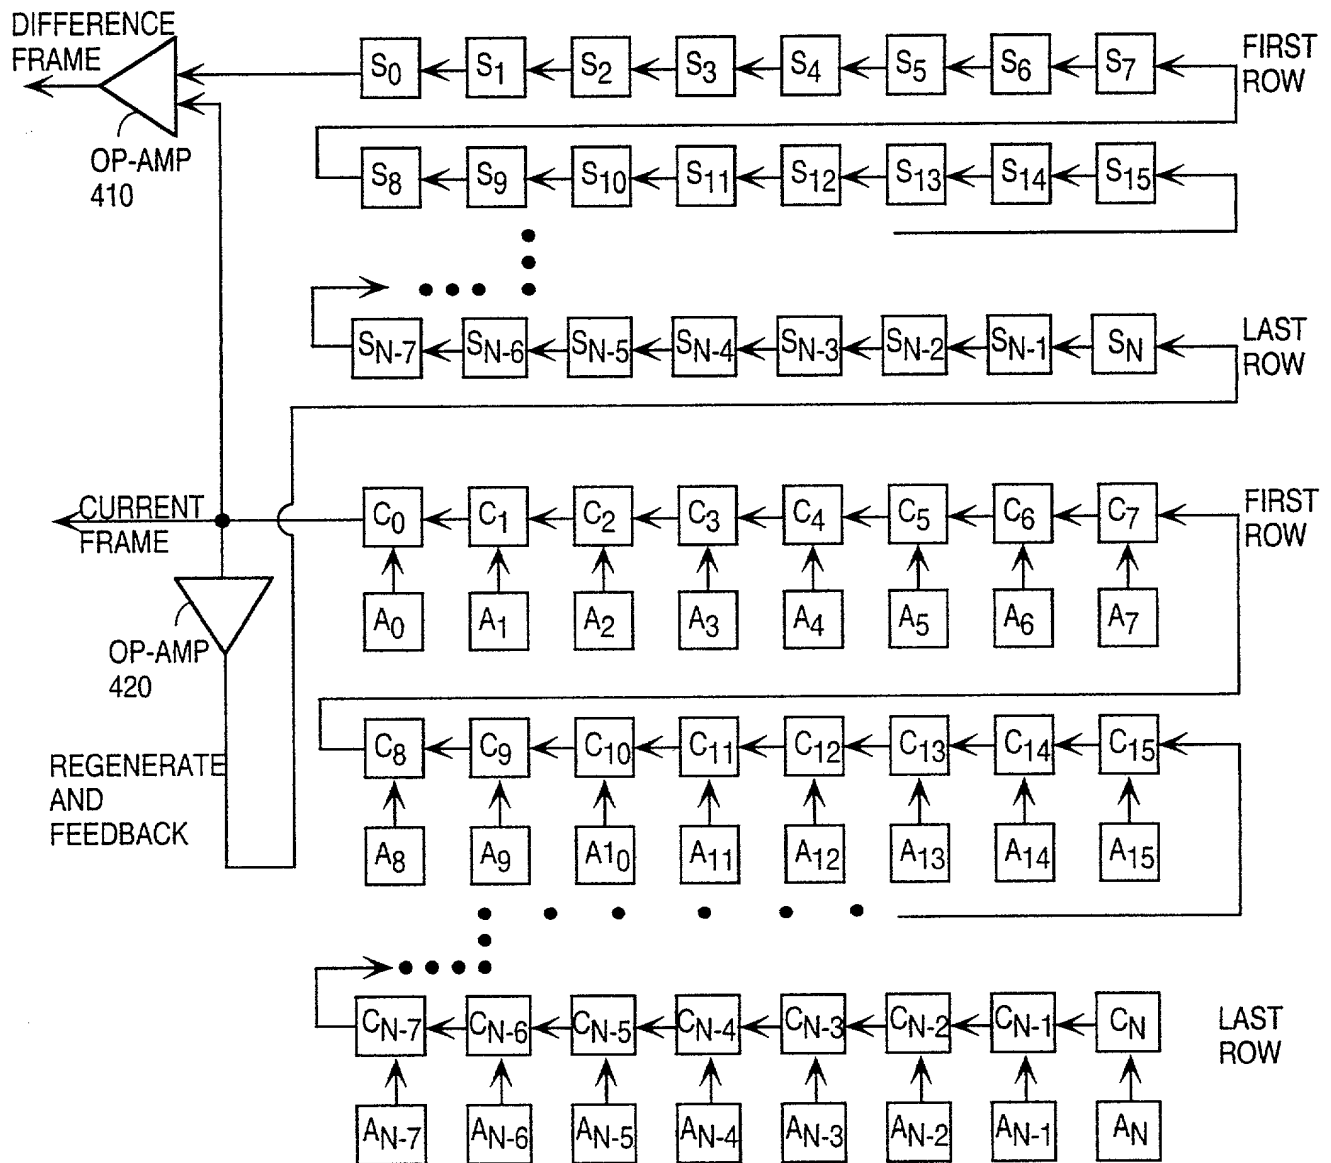 DIFFERENCE
FRAME
OP-AMP
410
S0 S1 S2 S3 S4 S5 S6 S7
FIRST
ROW
S8 S9 S10 S11 S12 S13 S14 S15
SN-7 SN-6 SN-5 SN-4 SN-3 SN-2 SN-1 SN
LAST
ROW
CURRENT
FRAME
C0 C1 C2 C3 C4 C5 C6 C7
FIRST
ROW
A0 A1 A2 A3 A4 A5 A6 A7
OP-AMP
420
REGENERATE
AND
FEEDBACK
C8 C9 C10 C11 C12 C13 C14 C15
A8 A9 A10 A11 A12 A13 A14 A15
CN-7 CN-6 CN-5 CN-4 CN-3 CN-2 CN-1 CN
LAST
ROW
AN-7 AN-6 AN-5 AN-4 AN-3 AN-2 AN-1 AN